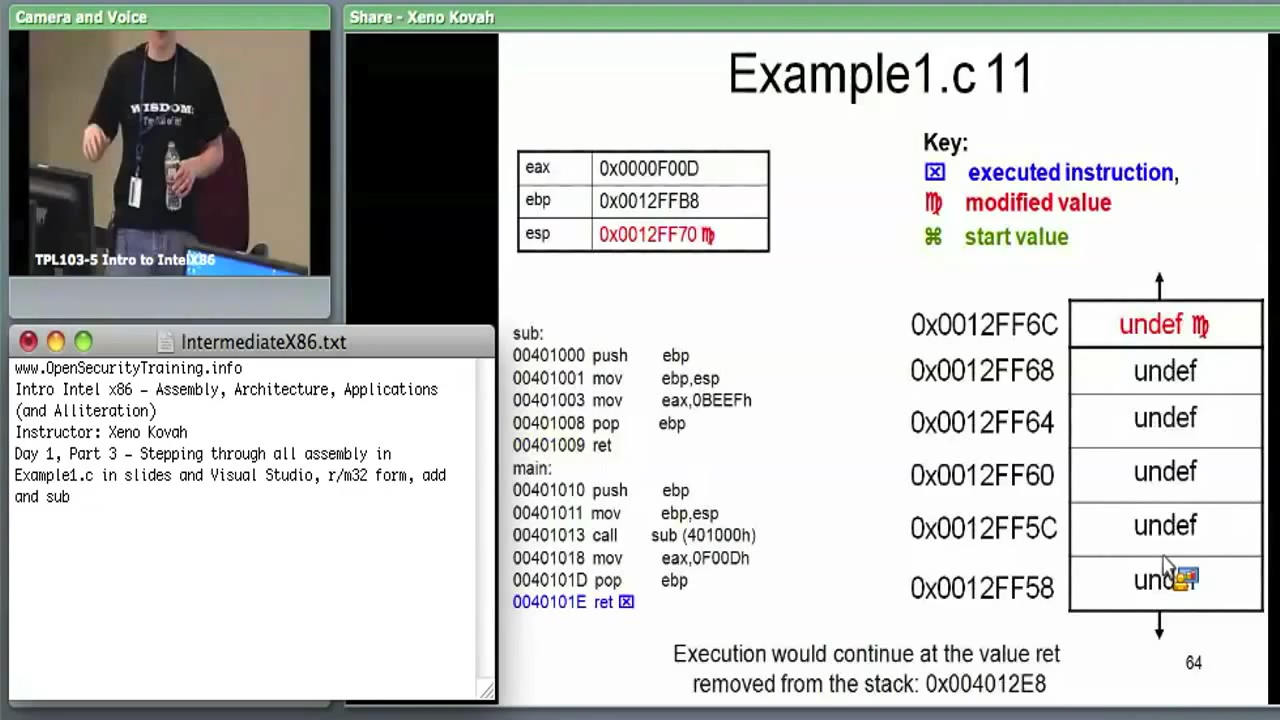 Camera and Voice
WISDOM:
TPL103-5 Intro to IntelX86
IntermediateX86.txt
www.OpenSecurityTraining.info
Intro Intel x86 – Assembly, Architecture, Applications
(and Alliteration)
Instructor: Xeno Kovah
Day 1, Part 3 – Stepping through all assembly in
Example1.c in slides and Visual Studio, r/m32 form, add
and sub
Share - Xeno Kovah
Example1.c 11
eax 0x0000F00D
ebp 0x0012FFB8
esp 0x0012FF70 ♍
Key:
⌧ executed instruction,
♍ modified value
⌘ start value
sub:
00401000 push ebp
00401001 mov ebp,esp
00401003 mov eax,0BEEFh
00401008 pop ebp
00401009 ret
main:
00401010 push ebp
00401011 mov ebp,esp
00401013 call sub (401000h)
00401018 mov eax,0F00Dh
0040101D pop ebp
0040101E ret ⌧
0x0012FF6C undef ♍
0x0012FF68 undef
0x0012FF64 undef
0x0012FF60 undef
0x0012FF5C undef
0x0012FF58
Execution would continue at the value ret
removed from the stack: 0x004012E8
64